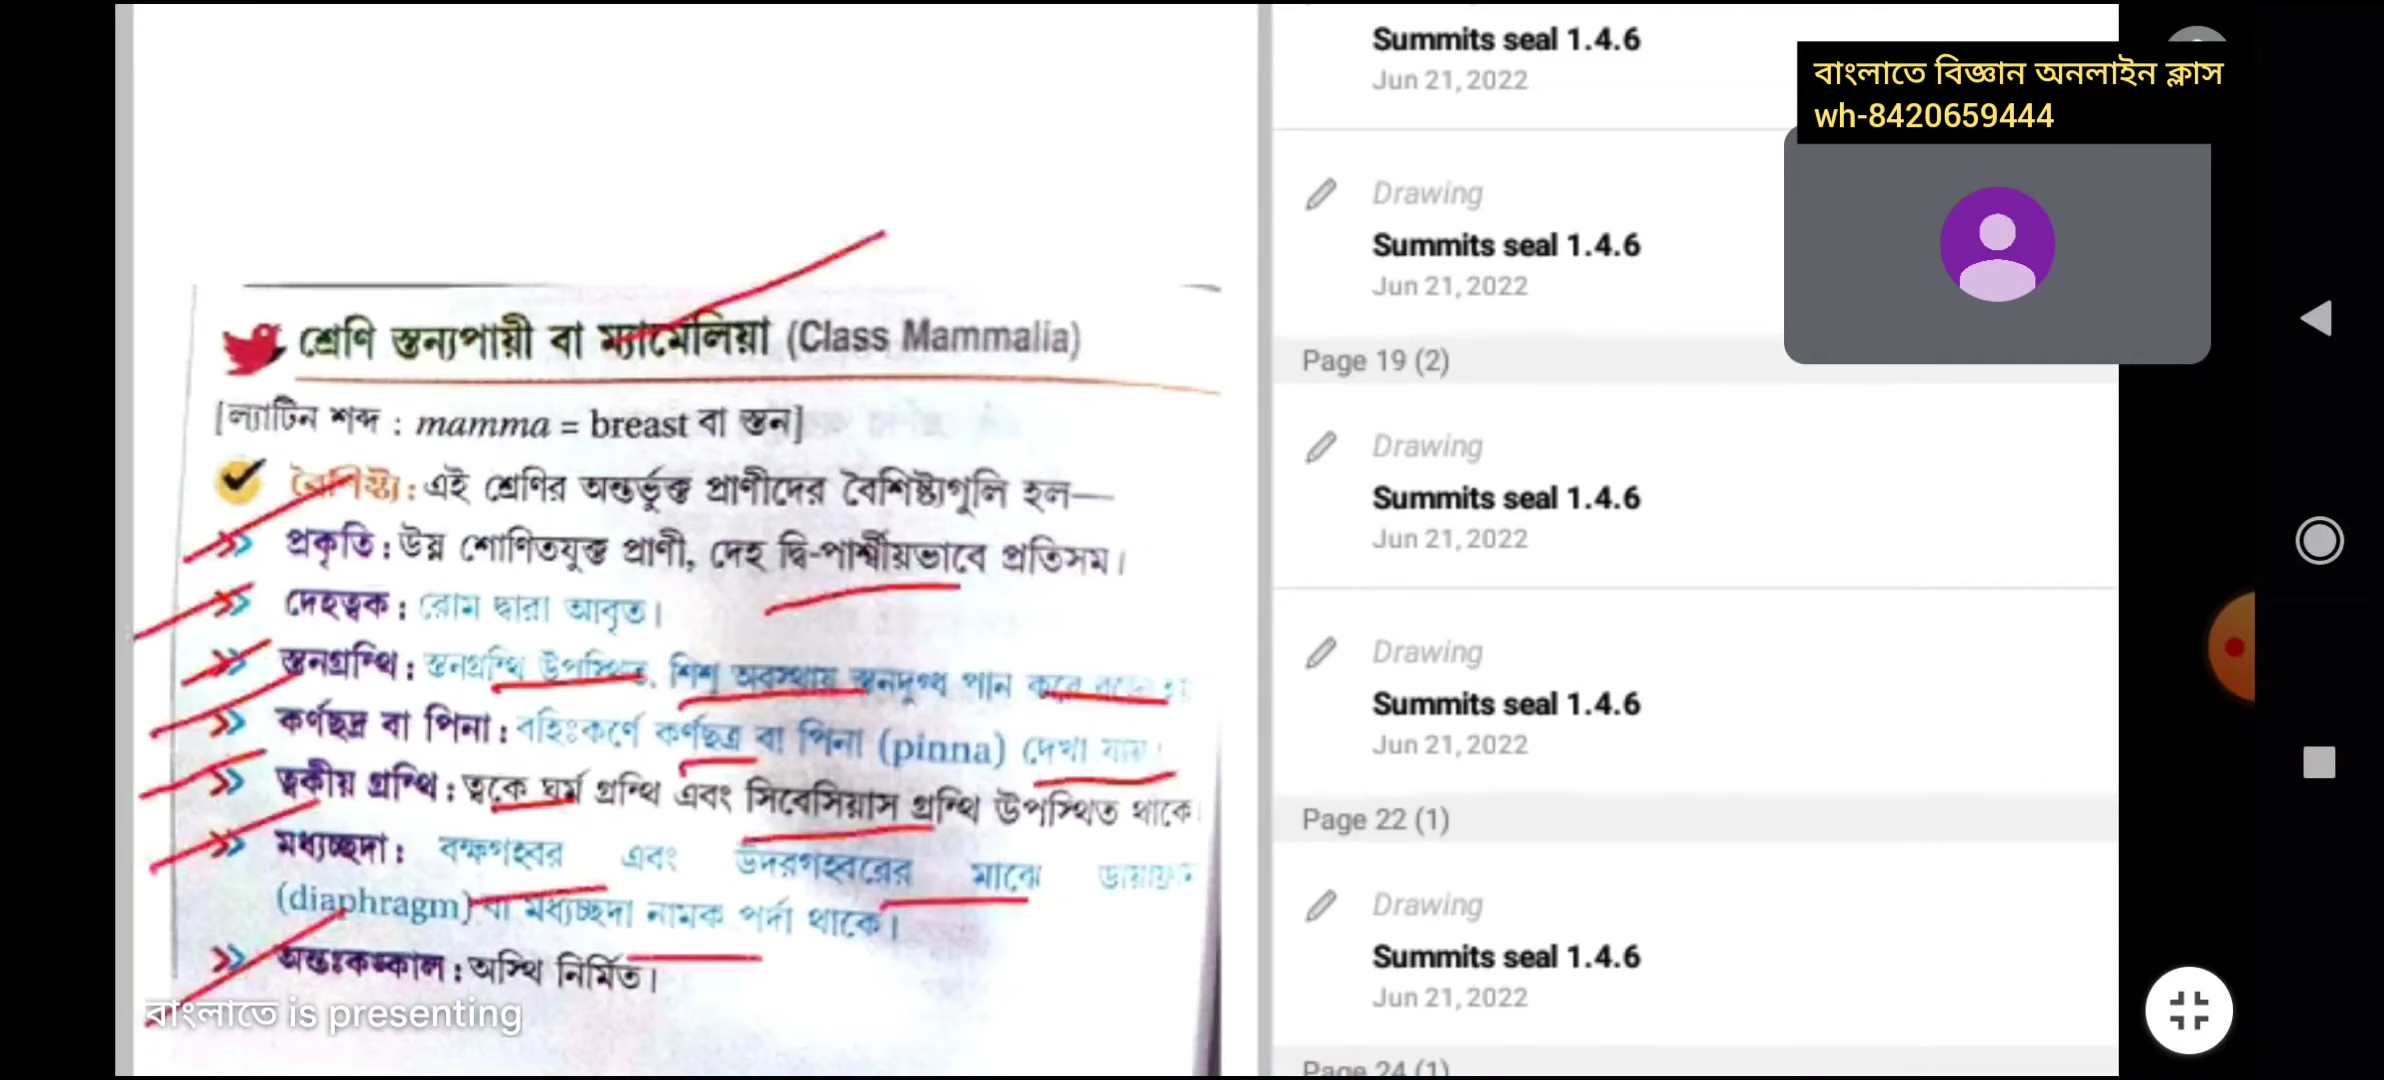 শ্রেণি স্তন্যপায়ী বা ম্যামেলিয়া (Class Mammalia)
[ল্যাটিন শব্দ : mamma = breast বা স্তন]
বৈশিষ্ট্য : এই শ্রেণির অন্তর্ভুক্ত প্রাণীদের বৈশিষ্ট্যগুলি হল—
» প্রকৃতি : উষ্ণ শোণিতযুক্ত প্রাণী, দেহ দ্বি-পার্শ্বীয়ভাবে প্রতিসম।
» দেহত্বক : রোম দ্বারা আবৃত।
» স্তনগ্রন্থি : স্তনগ্রন্থি উপস্থিত, শিশু অবস্থায় স্তনদুগ্ধ পান করে
» কর্ণছত্র বা পিনা : বহিঃকর্ণে কর্ণছত্র বা পিনা (pinna) দেখা যায়।
» ত্বকীয় গ্রন্থি : ত্বকে ঘর্ম গ্রন্থি এবং সিবেসিয়াস গ্রন্থি উপস্থিত থাকে।
» মধ্যচ্ছদা : বক্ষগহ্বর এবং উদরগহ্বরের মাঝে ডায়াফ্রাম
(diaphragm) বা মধ্যচ্ছদা নামক পর্দা থাকে।
» অন্তঃকঙ্কাল : অস্থি নির্মিত।
বাংলাতে is presenting
Summits seal 1.4.6
Jun 21, 2022
Drawing
Summits seal 1.4.6
Jun 21, 2022
Page 19 (2)
Drawing
Summits seal 1.4.6
Jun 21, 2022
Drawing
Summits seal 1.4.6
Jun 21, 2022
Page 22 (1)
Drawing
Summits seal 1.4.6
Jun 21, 2022
Page 24 (1)
বাংলাতে বিজ্ঞান অনলাইন ক্লাস
wh-8420659444